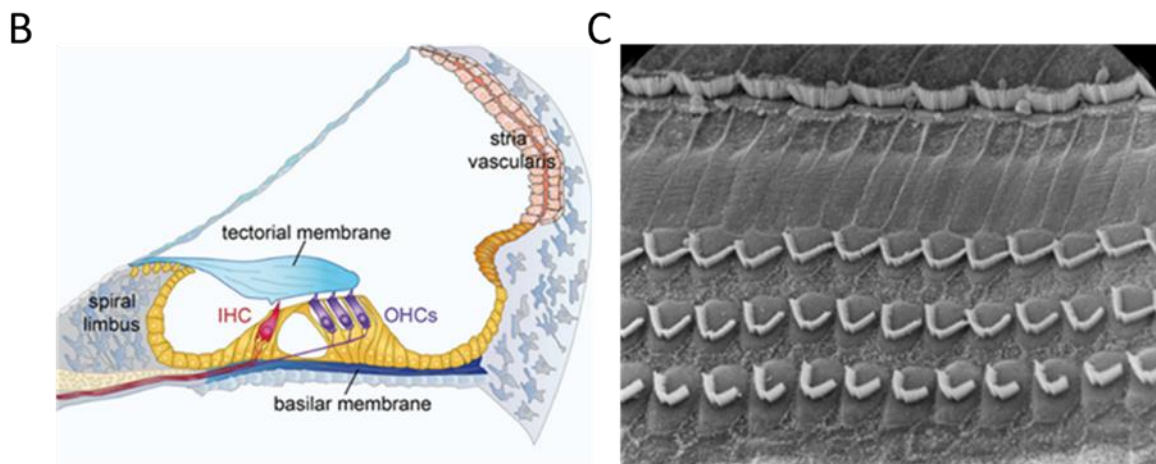 B
C
stria
vascularis
tectorial membrane
spiral
limbus
IHC
OHCs
basilar membrane